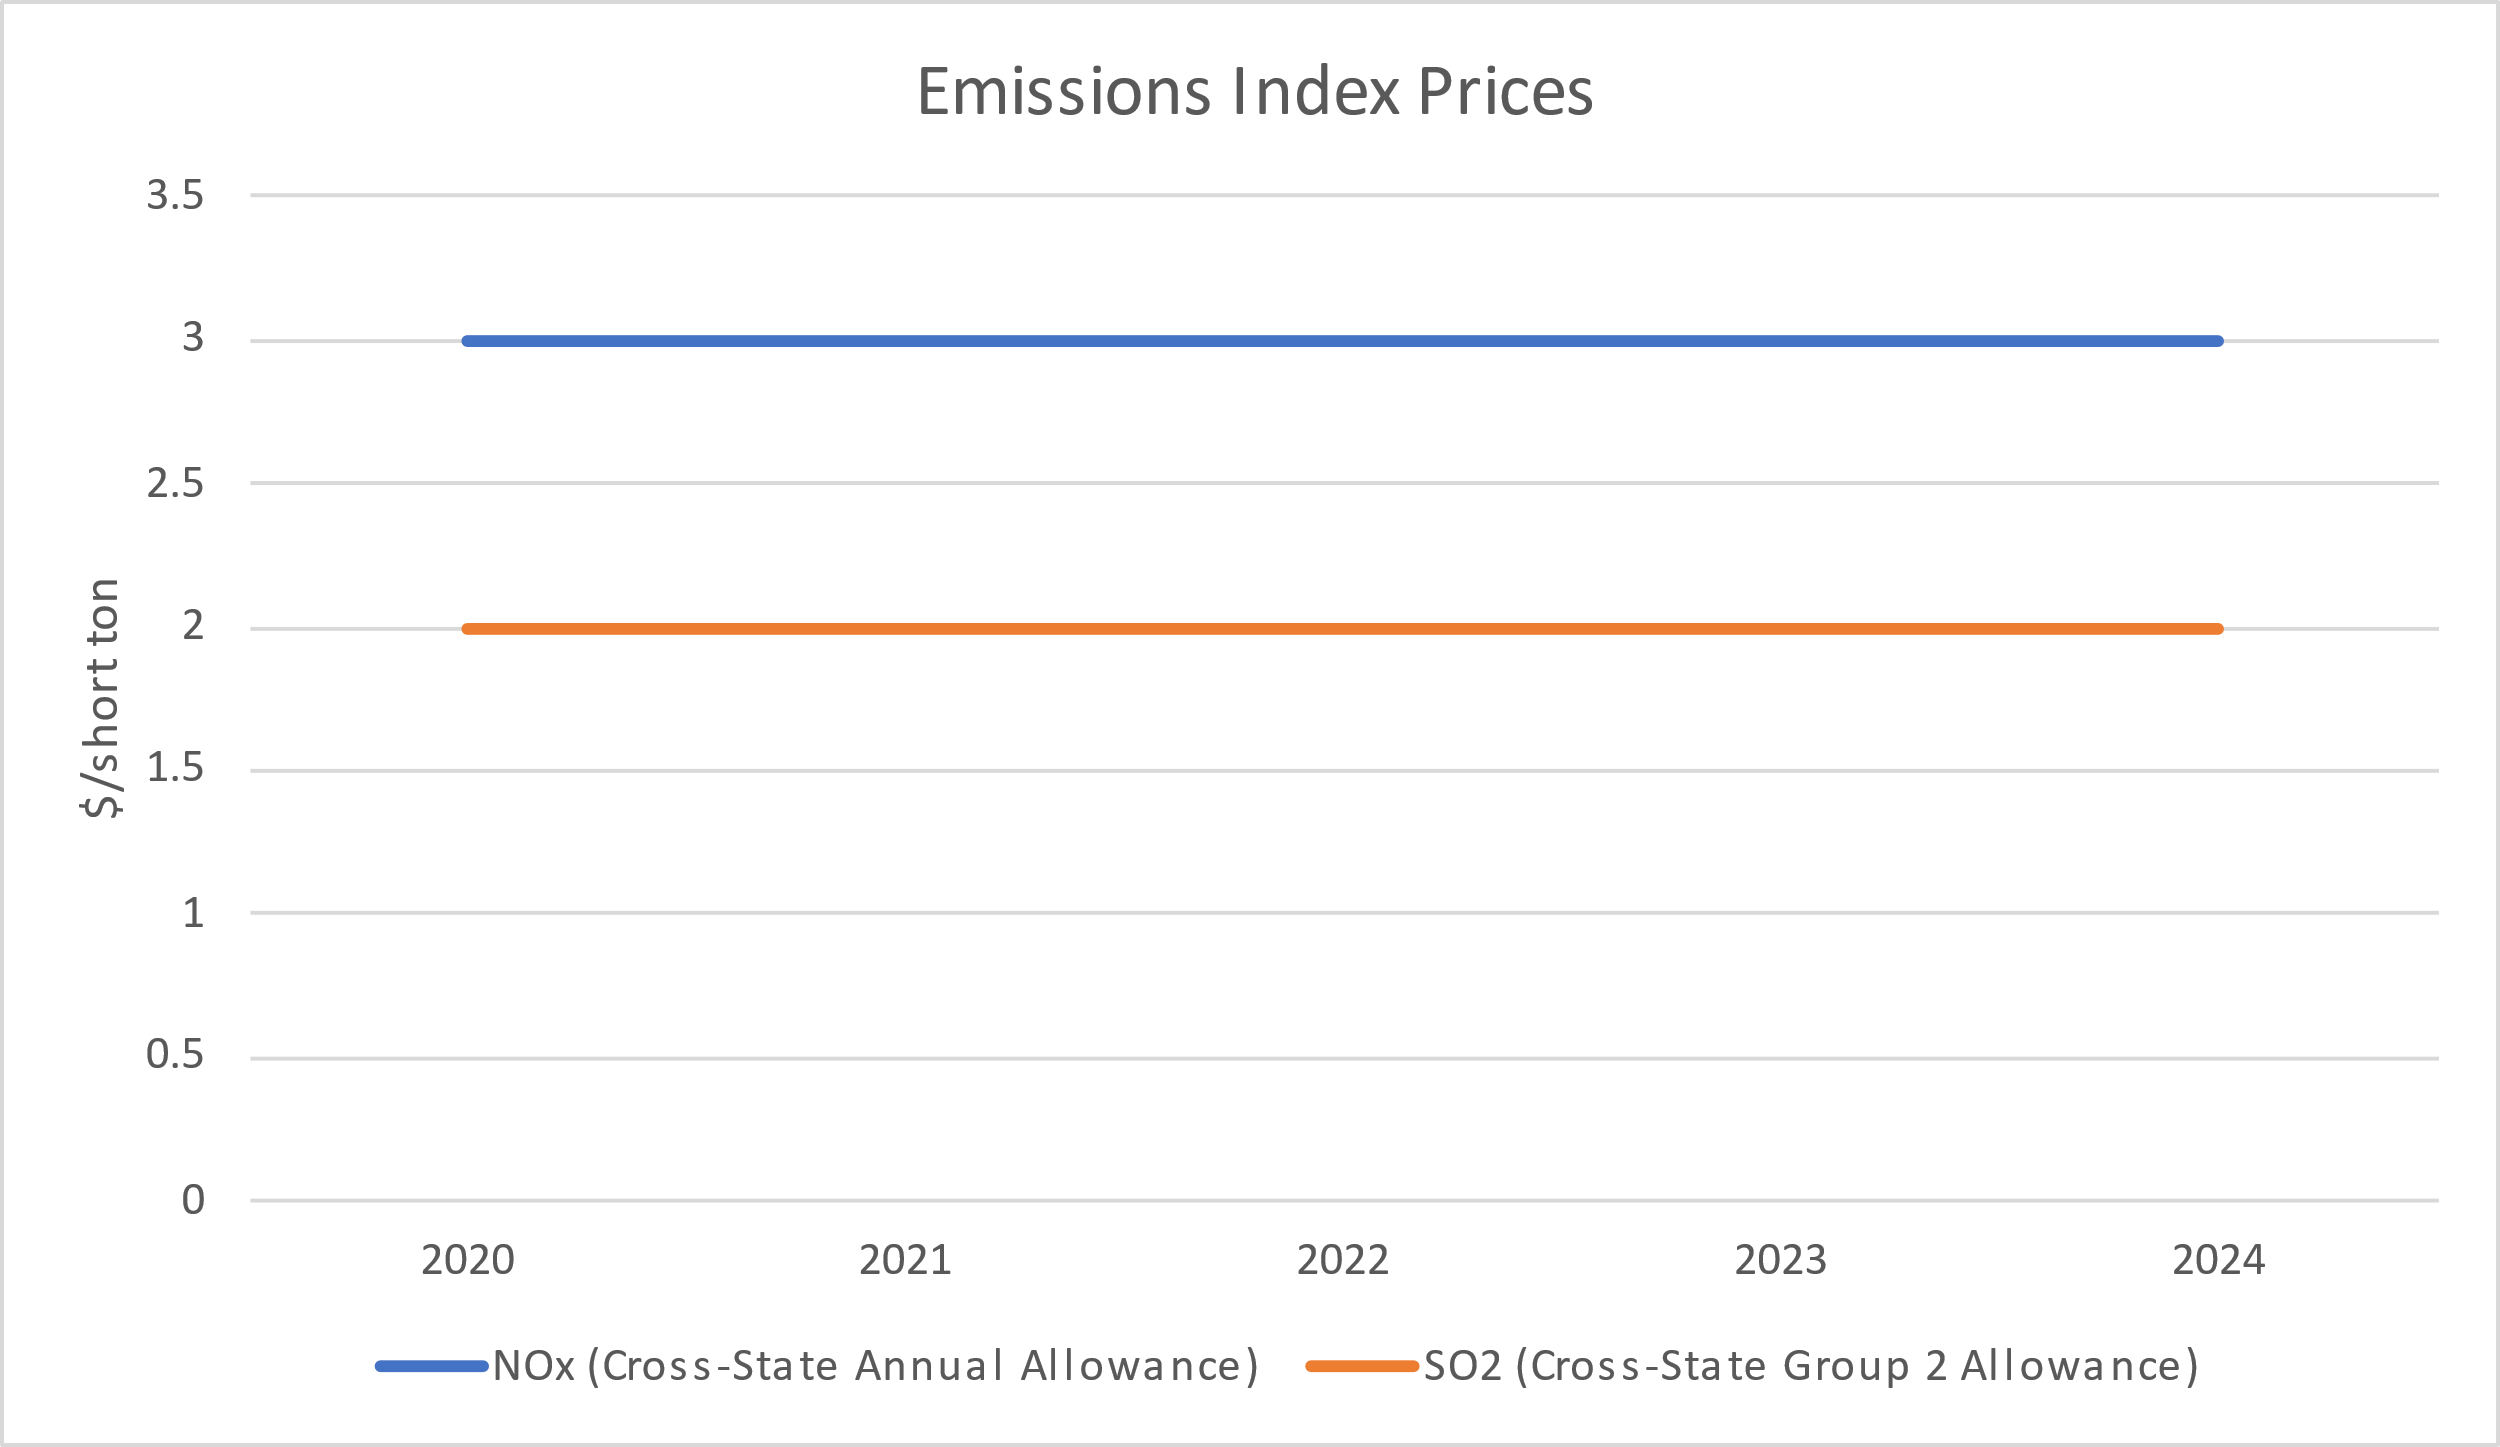 Emissions Index Prices
3.5
3
2.5
2
1.5
1
0.5
0
$/short ton
2020 2021 2022 2023 2024
NOx (Cross-State Annual Allowance) SO2 (Cross-State Group 2 Allowance)